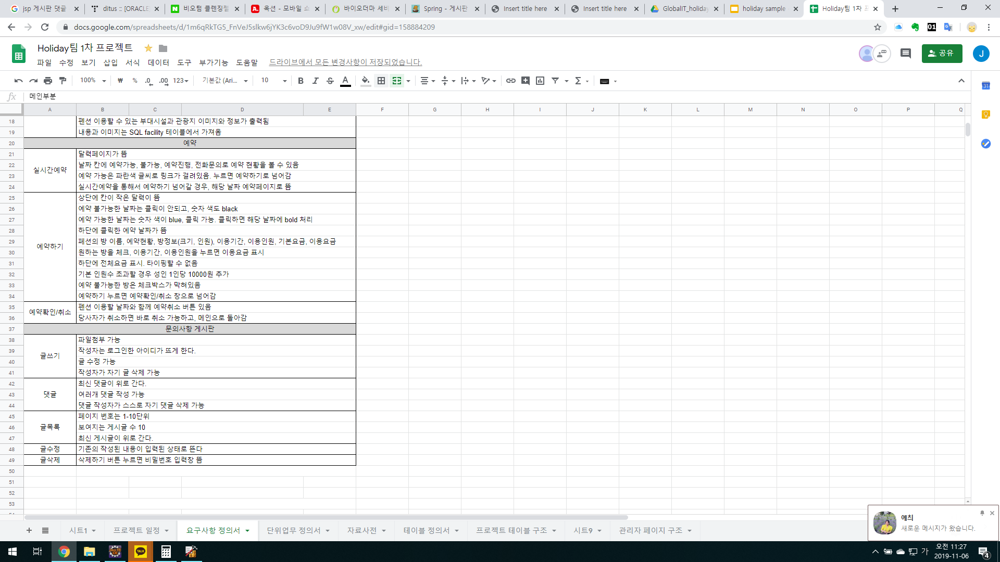 jsp 게시판 댓글
ditus :: [ORACLE
비오텀 클렌징젤
옥션 - 모바일 쇼
바이오더마 세비
Spring - 게시판
Insert title here
Insert title here
GlobalIT_holiday
holiday sample
Holiday팀 1차 프
docs.google.com/spreadsheets/d/1m6qRkTG5_FnVeJ5slkw6jYK3c6voD9Ju9fW1w08V_xw/edit#gid=158884209
Holiday팀 1차 프로젝트
공유
J
파일 수정 보기 삽입 서식 데이터 도구 부가기능 도움말 드라이브에서 모든 변경사항이 저장되었습니다.
100% ₩ % .0 .00 123 기본값 (Ari... 10 B I S A
fx 메인부분
A B C D E F G H I J K L M N O P Q
18 펜션 이용할 수 있는 부대시설과 관광지 이미지와 정보가 출력됨
19 내용과 이미지는 SQL facility 테이블에서 가져옴
20 예약
21 달력페이지가 뜸
22 날짜 칸에 예약가능, 불가능, 예약진행, 전화문의로 예약 현황을 볼 수 있음
실시간예약
23 예약 가능은 파란색 글씨로 링크가 걸려있음. 누르면 예약하기로 넘어감
24 실시간예약을 통해서 예약하기 넘어갈 경우, 해당 날짜 예약페이지로 뜸
25 상단에 칸이 작은 달력이 뜸
26 예약 불가능한 날짜는 클릭이 안되고, 숫자 색도 black
27 예약 가능한 날짜는 숫자 색이 blue, 클릭 가능. 클릭하면 해당 날짜에 bold 처리
28 하단에 클릭한 예약 날짜가 뜸
29 페션의 방 이름, 예약현황, 방정보(크기, 인원), 이용기간, 이용인원, 기본요금, 이용요금
예약하기
30 원하는 방을 체크, 이용기간, 이용인원을 누르면 이용요금 표시
31 하단에 전체요금 표시. 타이핑할 수 없음
32 기본 인원수 초과할 경우 성인 1인당 10000원 추가
33 예약 불가능한 방은 체크박스가 막혀있음
34 예약하기 누르면 예약확인/취소 창으로 넘어감
35 펜션 이용할 날짜와 함께 예약취소 버튼 있음
예약확인/취소
36 당사자가 취소하면 바로 취소 가능하고, 메인으로 돌아감
37 문의사항 게시판
38 파일첨부 가능
39 작성자는 로그인한 아이디가 뜨게 한다.
글쓰기
40 글 수정 가능
41 작성자가 자기 글 삭제 가능
42 최신 댓글이 위로 간다.
43 댓글 여러개 댓글 작성 가능
44 댓글 작성자가 스스로 자기 댓글 삭제 가능
45 페이지 번호는 1-10단위
46 글목록 보여지는 게시글 수 10
47 최신 게시글이 위로 간다.
48 글수정 기존의 작성된 내용이 입력된 상태로 뜬다
49 글삭제 삭제하기 버튼 누르면 비밀번호 입력창 뜸
50
51
52
53
에희
새로운 메시지가 왔습니다.
시트1 프로젝트 일정 요구사항 정의서 단위업무 정의서 자료사전 테이블 정의서 프로젝트 테이블 구조 시트9 관리자 페이지 구조
TALK
가
오전 11:27
2019-11-06
4